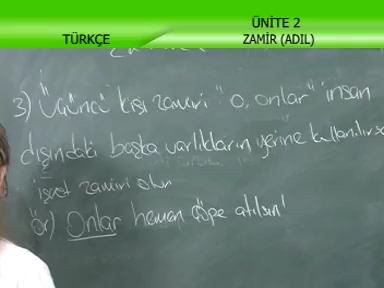 TÜRKÇE
ÜNİTE 2
ZAMİR (ADIL)
3) Üçüncü kişi zamiri "o, onlar" insan
dışındaki başka varlıkların yerine kullanılırsa
işaret zamiri olur
ör) Onlar hemen çöpe atılsın!